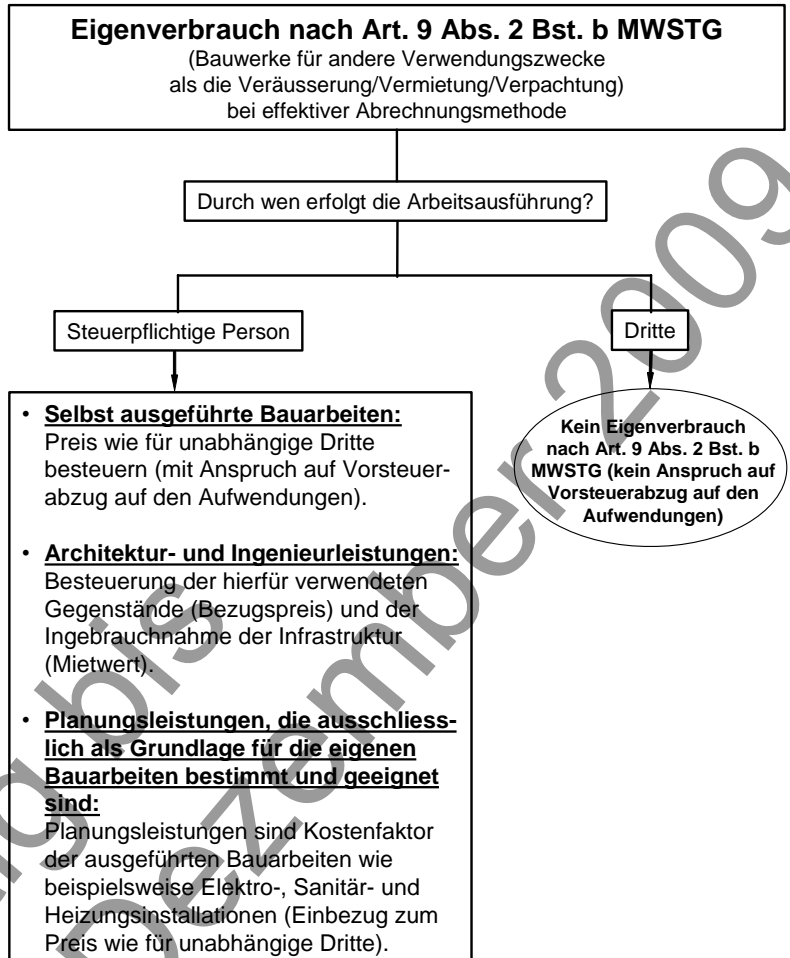 Eigenverbrauch nach Art. 9 Abs. 2 Bst. b MWSTG
(Bauwerke für andere Verwendungszwecke
als die Veräusserung/Vermietung/Verpachtung)
bei effektiver Abrechnungsmethode
Durch wen erfolgt die Arbeitsausführung?
Steuerpflichtige Person
Dritte
• Selbst ausgeführte Bauarbeiten:
Preis wie für unabhängige Dritte
besteuern (mit Anspruch auf Vorsteuer-
abzug auf den Aufwendungen).
• Architektur- und Ingenieurleistungen:
Besteuerung der hierfür verwendeten
Gegenstände (Bezugspreis) und der
Ingebrauchnahme der Infrastruktur
(Mietwert).
• Planungsleistungen, die ausschliess-
lich als Grundlage für die eigenen
Bauarbeiten bestimmt und geeignet
sind:
Planungsleistungen sind Kostenfaktor
der ausgeführten Bauarbeiten wie
beispielsweise Elektro-, Sanitär- und
Heizungsinstallationen (Einbezug zum
Preis wie für unabhängige Dritte).
Kein Eigenverbrauch
nach Art. 9 Abs. 2 Bst. b
MWSTG (kein Anspruch auf
Vorsteuerabzug auf den
Aufwendungen)
bis
Dezember 2009